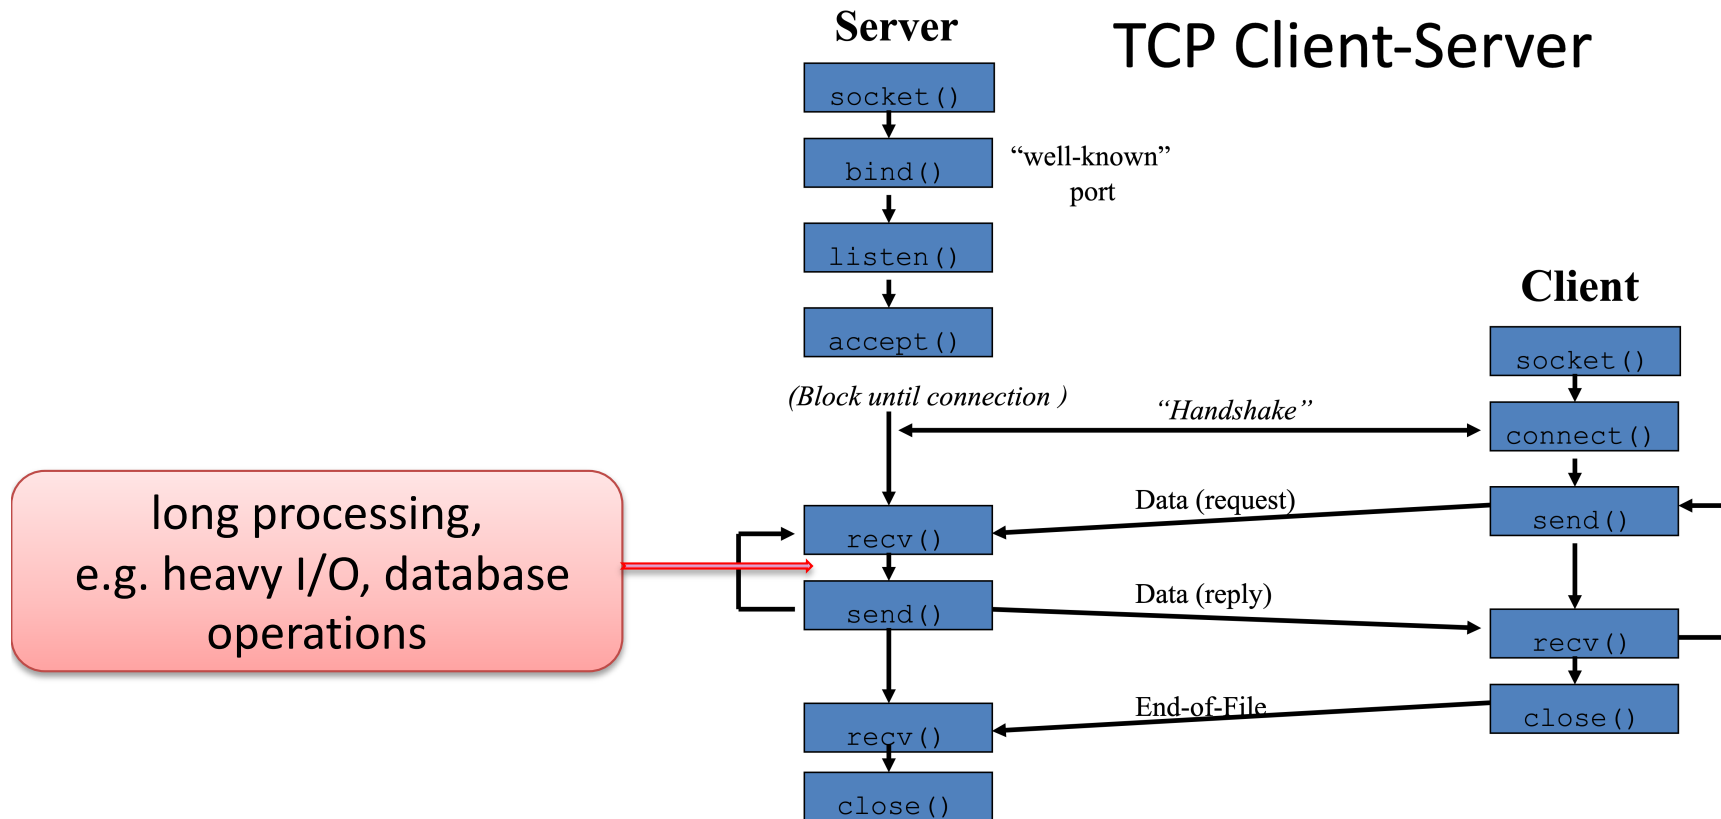 Server
TCP Client-Server
socket()
bind()
“well-known”
port
listen()
accept()
(Block until connection )
Client
socket()
“Handshake”
connect()
long processing,
e.g. heavy I/O, database
operations
Data (request)
send()
recv()
Data (reply)
send()
recv()
End-of-File
close()
recv()
close()